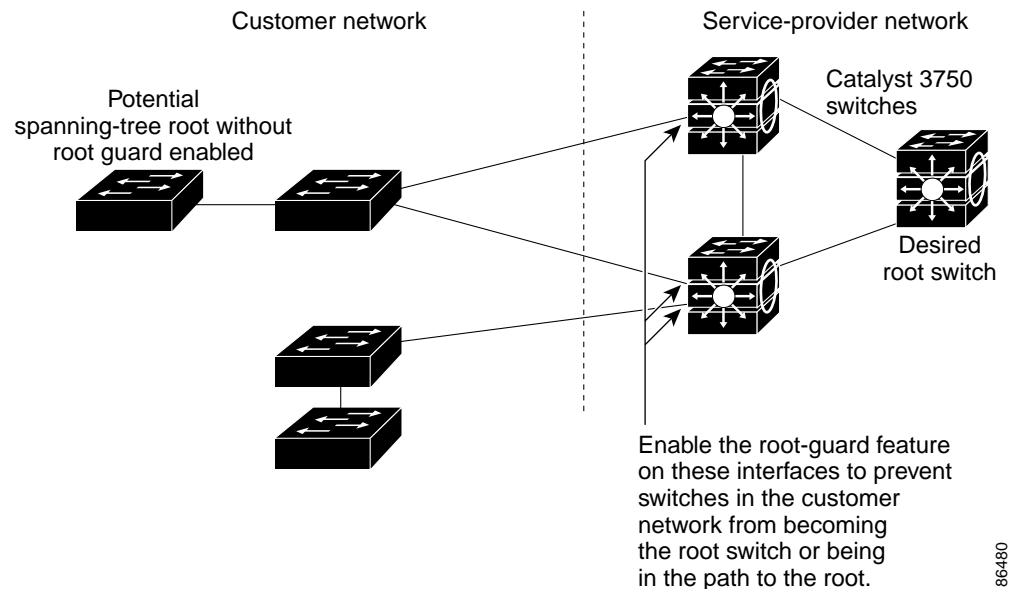 Customer network
Service-provider network
Potential
spanning-tree root without
root guard enabled
Catalyst 3750
switches
Desired
root switch
Enable the root-guard feature
on these interfaces to prevent
switches in the customer
network from becoming
the root switch or being
in the path to the root.
86480